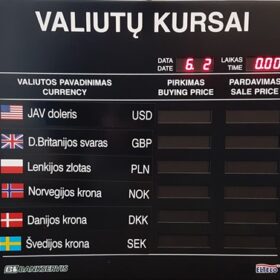 VALIUTŲ KURSAI
DATA
DATE
6. 2
LAIKAS
TIME
0.00
VALIUTOS PAVADINIMAS
CURRENCY
PIRKIMAS
BUYING PRICE
PARDAVIMAS
SALE PRICE
JAV doleris USD
D.Britanijos svaras GBP
Lenkijos zlotas PLN
Norvegijos krona NOK
Danijos krona DKK
Švedijos krona SEK
BANKSERVIS